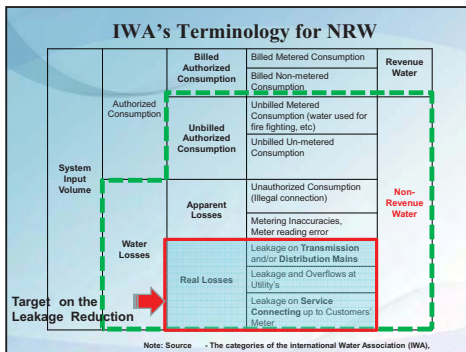 IWA's Terminology for NRW
System
Input
Volume
Authorized
Consumption
Billed
Authorized
Consumption
Billed Metered Consumption
Billed Non-metered
Consumption
Revenue
Water
Unbilled
Authorized
Consumption
Unbilled Metered
Consumption (water used for
fire fighting, etc)
Unbilled Un-metered
Consumption
Non-
Revenue
Water
Water
Losses
Apparent
Losses
Unauthorized Consumption
(Illegal connection)
Metering Inaccuracies,
Meter reading error
Real Losses
Leakage on Transmission
and/or Distribution Mains
Leakage and Overflows at
Utility's
Leakage on Service
Connecting up to Customers'
Meter
Target on the
Leakage Reduction
Note: Source - The categories of the international Water Association (IWA),